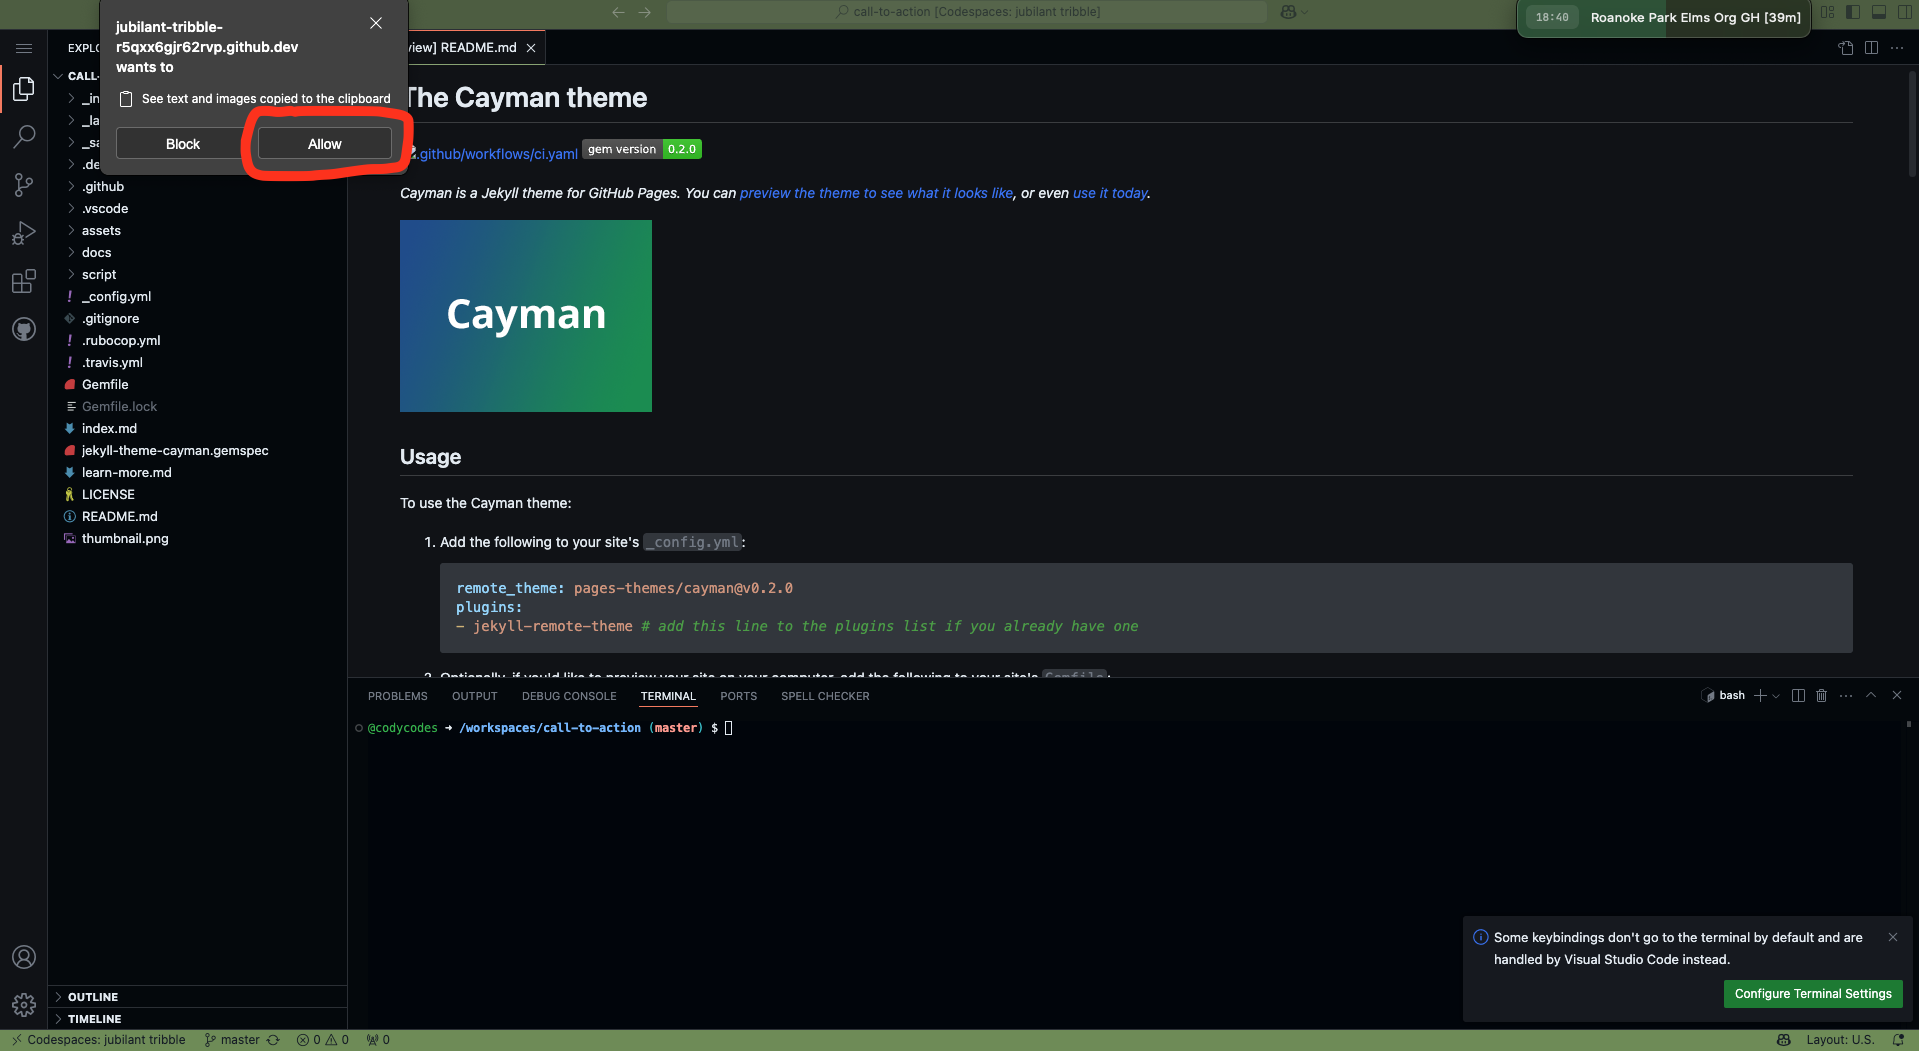 jubilant-tribble-
r5qxx6gjr62rvp.github.dev
wants to
See text and images copied to the clipboard
Block
Allow
call-to-action [Codespaces: jubilant tribble]
18:40
Roanoke Park Elms Org GH [39m]
EXPLO
view] README.md
CALL-
_in
_la
_sa
.de
.github
.vscode
assets
docs
script
_config.yml
.gitignore
.rubocop.yml
.travis.yml
Gemfile
Gemfile.lock
index.md
jekyll-theme-cayman.gemspec
learn-more.md
LICENSE
README.md
thumbnail.png
OUTLINE
TIMELINE
The Cayman theme
.github/workflows/ci.yaml gem version 0.2.0
Cayman is a Jekyll theme for GitHub Pages. You can preview the theme to see what it looks like, or even use it today.
Cayman
Usage
To use the Cayman theme:
1. Add the following to your site's _config.yml:
remote_theme: pages-themes/cayman@v0.2.0
plugins:
- jekyll-remote-theme # add this line to the plugins list if you already have one
2. Optionally, if you'd like to preview your site on your computer, add the following to your site's Gemfile:
PROBLEMS OUTPUT DEBUG CONSOLE TERMINAL PORTS SPELL CHECKER
bash
@codycodes → /workspaces/call-to-action (master) $
Some keybindings don't go to the terminal by default and are
handled by Visual Studio Code instead.
Configure Terminal Settings
Codespaces: jubilant tribble master 0 0 0
Layout: U.S.